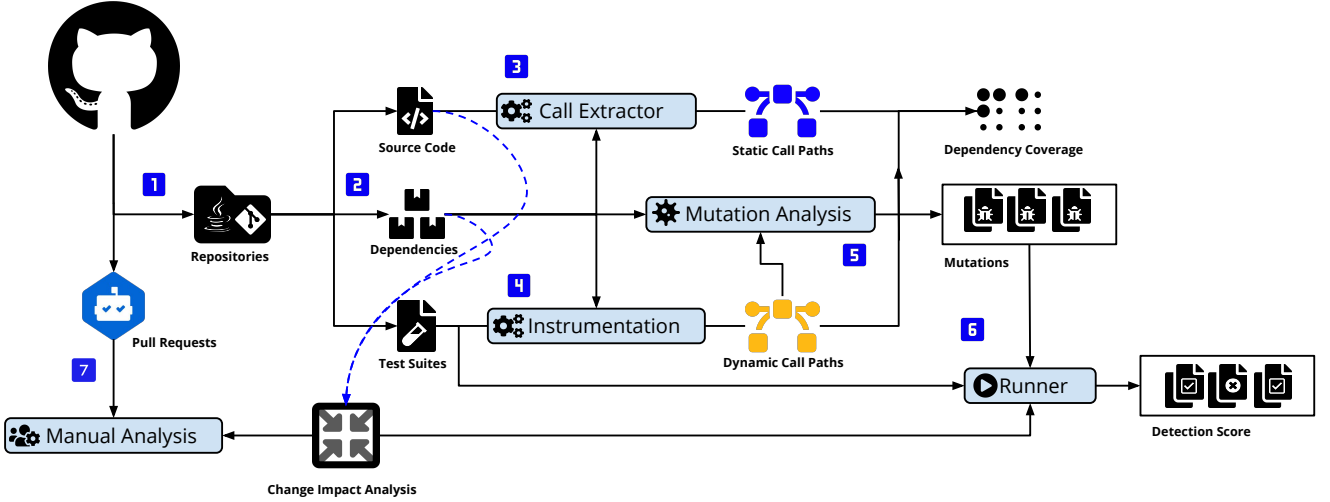 3
Call Extractor
Source Code
Static Call Paths
Dependency Coverage
1
2
Repositories
Dependencies
Mutation Analysis
5
Mutations
4
Instrumentation
Pull Requests
Test Suites
Dynamic Call Paths
6
7
Runner
Manual Analysis
Detection Score
Change Impact Analysis